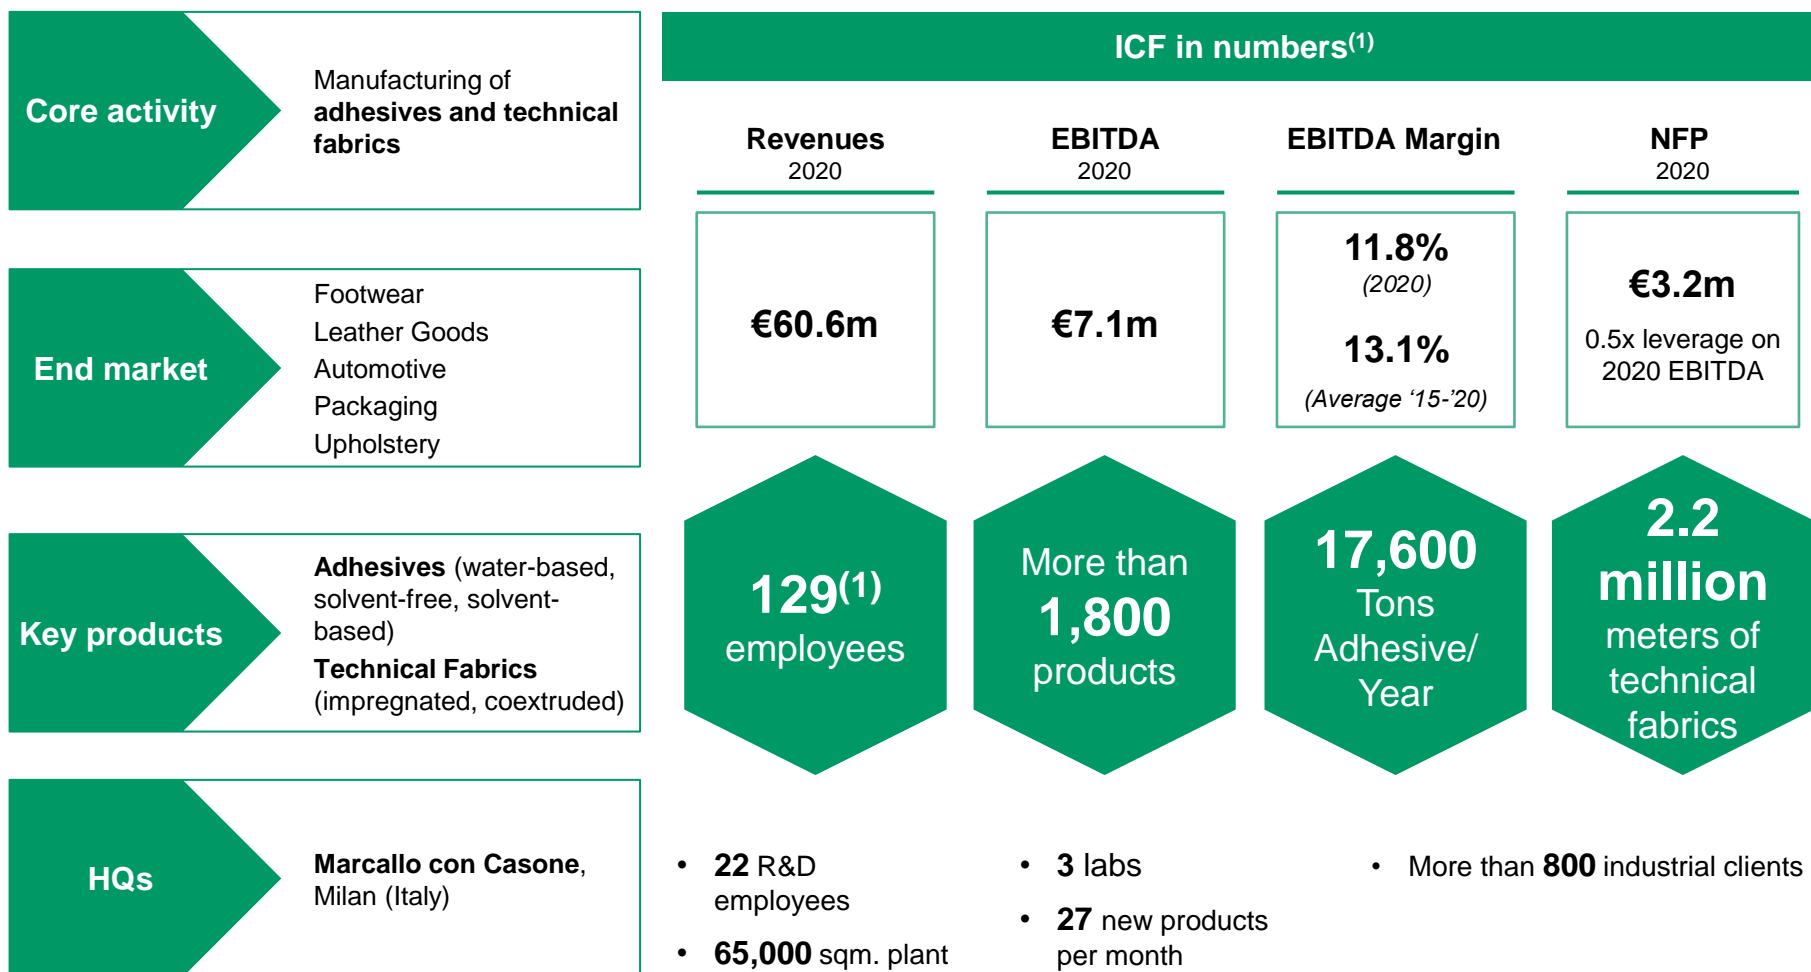 Core activity
Manufacturing of
adhesives and technical
fabrics
End market
Footwear
Leather Goods
Automotive
Packaging
Upholstery
Key products
Adhesives (water-based,
solvent-free, solvent-
based)
Technical Fabrics
(impregnated, coextruded)
HQs
Marcallo con Casone,
Milan (Italy)
ICF in numbers(1)
Revenues
2020
€60.6m
EBITDA
2020
€7.1m
EBITDA Margin
11.8%
(2020)
13.1%
(Average ‘15-’20)
NFP
2020
€3.2m
0.5x leverage on
2020 EBITDA
129(1)
employees
More than
1,800
products
17,600
Tons
Adhesive/
Year
2.2
million
meters of
technical
fabrics
• 22 R&D
employees
• 65,000 sqm. plant
• 3 labs
• 27 new products
per month
• More than 800 industrial clients